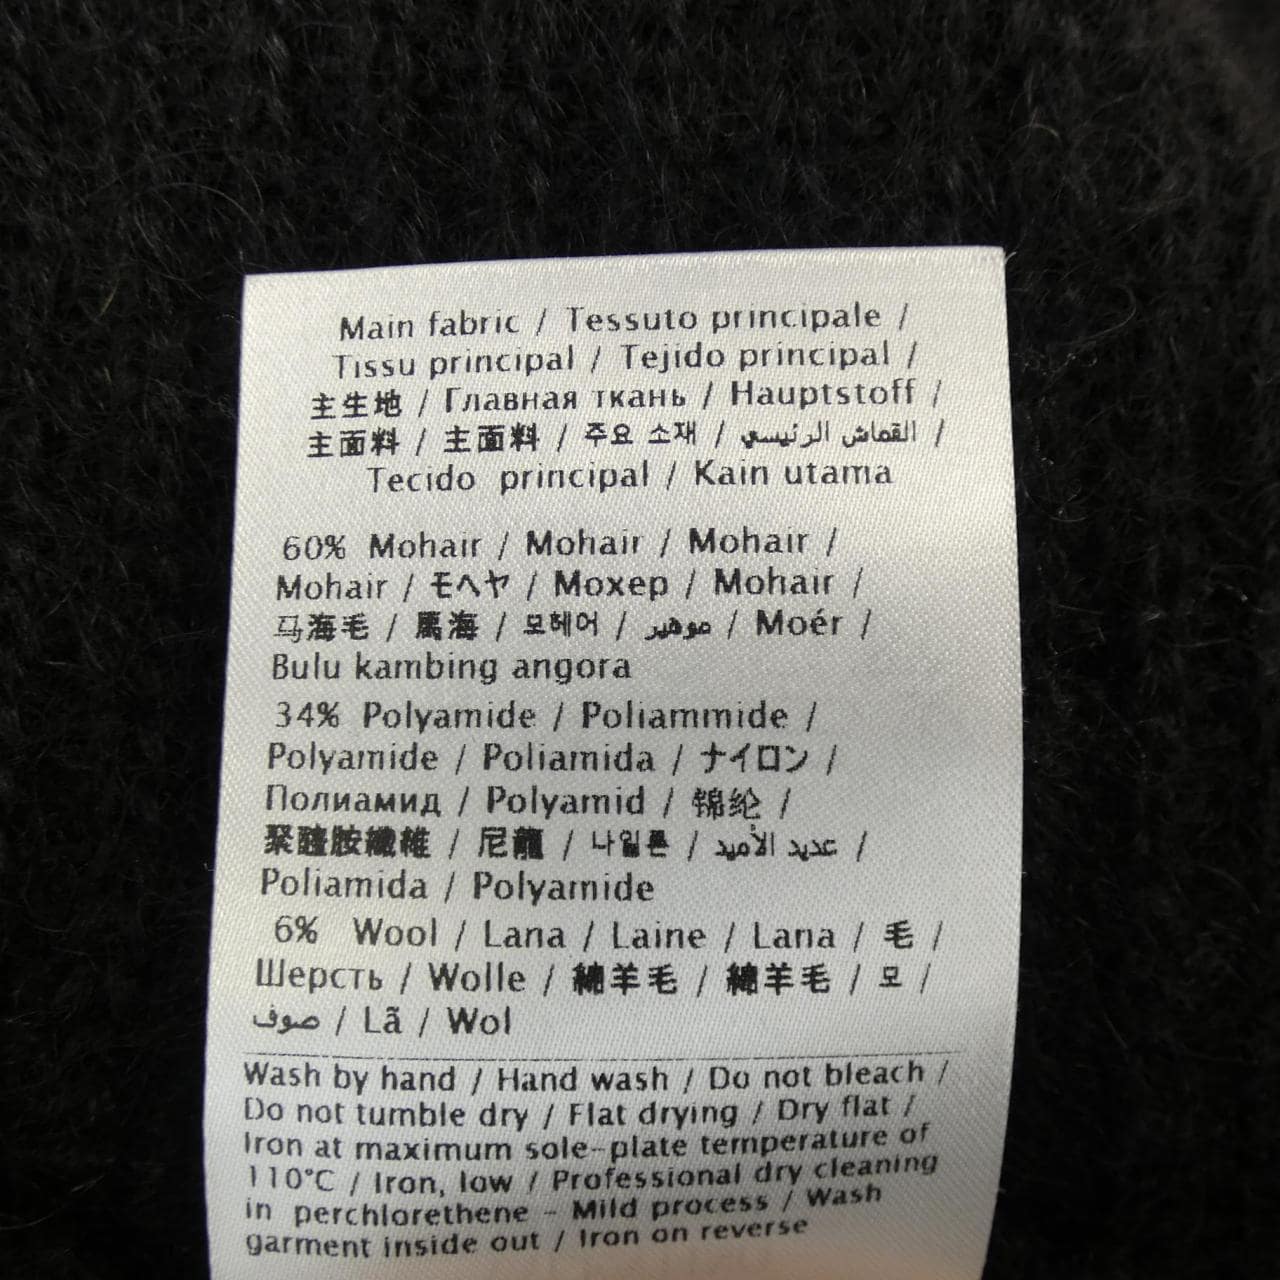 Main fabric / Tessuto principale /
Tissu principal / Tejido principal /
主生地 / Главная ткань / Hauptstoff /
主面料 / 主面料 / 주요 소재 / القماش الرئيسي /
Tecido principal / Kain utama
60% Mohair / Mohair / Mohair /
Mohair / モヘヤ / Мохер / Mohair /
马海毛 / 馬海 / 모헤어 / موهير / Moér /
Bulu kambing angora
34% Polyamide / Poliammide /
Polyamide / Poliamida / ナイロン /
Полиамид / Polyamid / 锦纶 /
聚醯胺纖維 / 尼龍 / 나일론 / عديد الأميد /
Poliamida / Polyamide
6% Wool / Lana / Laine / Lana / 毛 /
Шерсть / Wolle / 綿羊毛 / 綿羊毛 / 모 /
صوف / Lã / Wol
Wash by hand / Hand wash / Do not bleach /
Do not tumble dry / Flat drying / Dry flat /
Iron at maximum sole-plate temperature of
110°C / Iron, low / Professional dry cleaning
in perchlorethene - Mild process / Wash
garment inside out / Iron on reverse